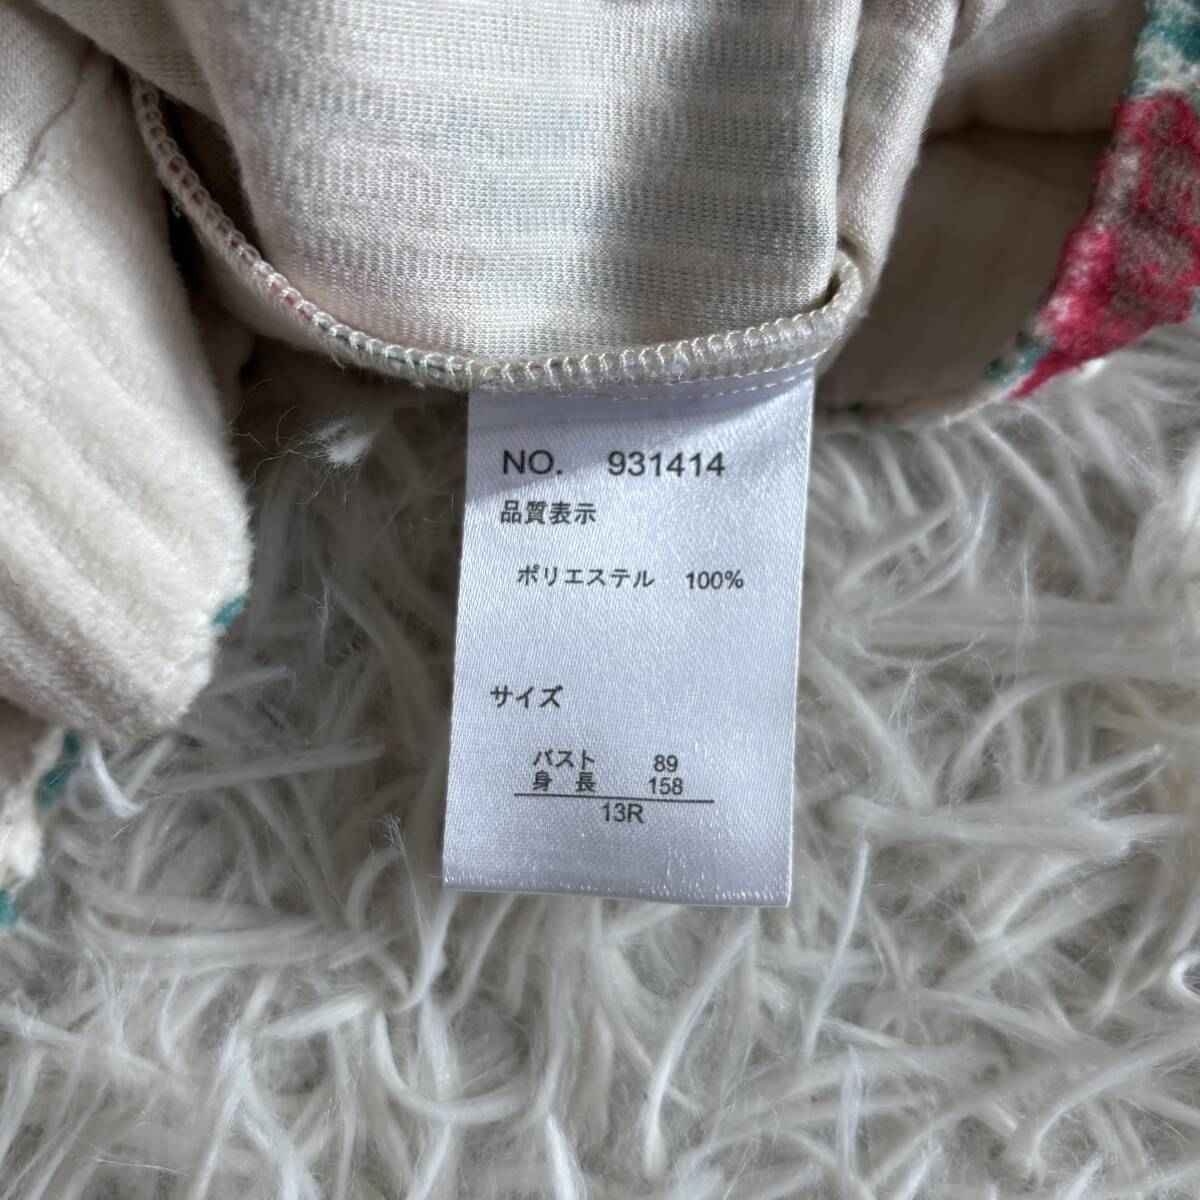 NO. 931414
品質表示
ポリエステル 100%
サイズ
バスト 89
身 長 158
13R